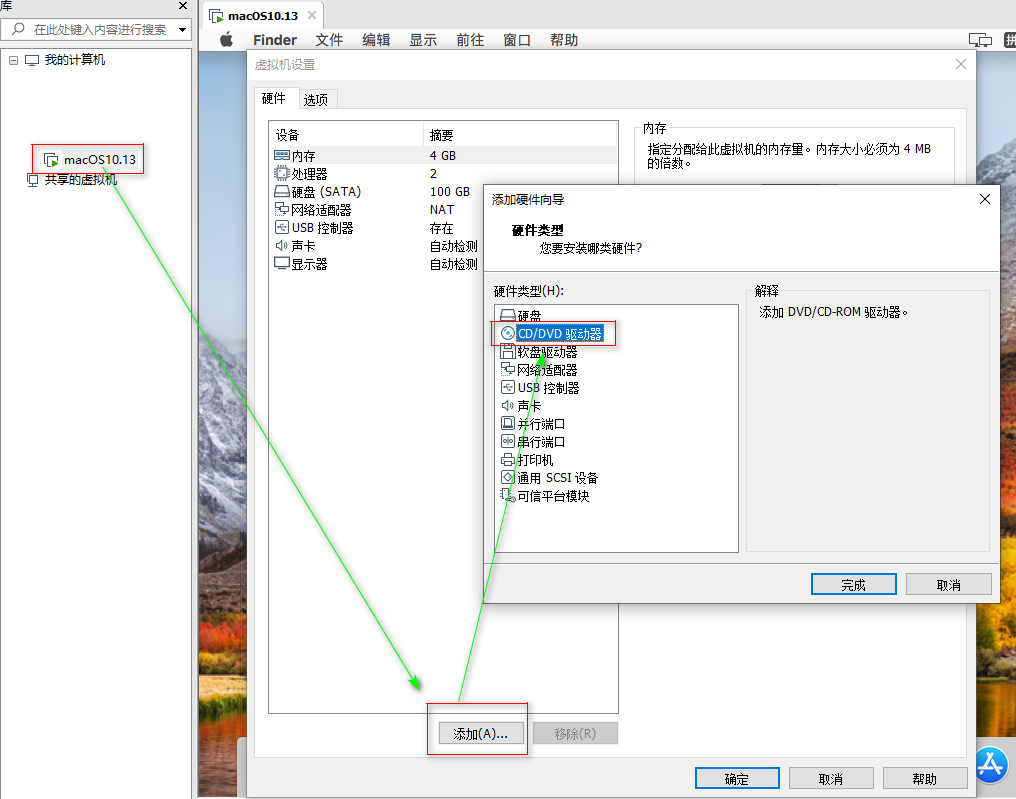 库
在此处键入内容进行搜索
我的计算机
macOS10.13
共享的虚拟机
macOS10.13
Finder 文件 编辑 显示 前往 窗口 帮助
拼
虚拟机设置
硬件 选项
设备 摘要
内存 4 GB
处理器 2
硬盘 (SATA) 100 GB
网络适配器 NAT
USB 控制器 存在
声卡 自动检测
显示器 自动检测
内存
指定分配给此虚拟机的内存量。内存大小必须为 4 MB
的倍数。
添加硬件向导
硬件类型
您要安装哪类硬件?
硬件类型(H):
硬盘
CD/DVD 驱动器
软盘驱动器
网络适配器
USB 控制器
声卡
并行端口
串行端口
打印机
通用 SCSI 设备
可信平台模块
解释
添加 DVD/CD-ROM 驱动器。
完成 取消
添加(A)... 移除(R)
确定 取消 帮助